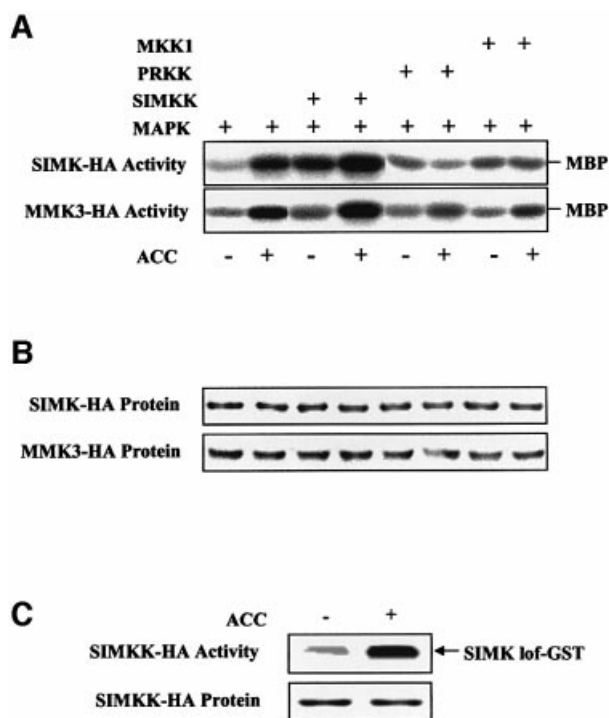 A
MKK1 + +
PRKK + +
SIMKK + +
MAPK + + + + + + + +
SIMK-HA Activity MBP
MMK3-HA Activity MBP
ACC - + - + - + - +
B
SIMK-HA Protein
MMK3-HA Protein
C
ACC - +
SIMKK-HA Activity SIMK lof-GST
SIMKK-HA Protein